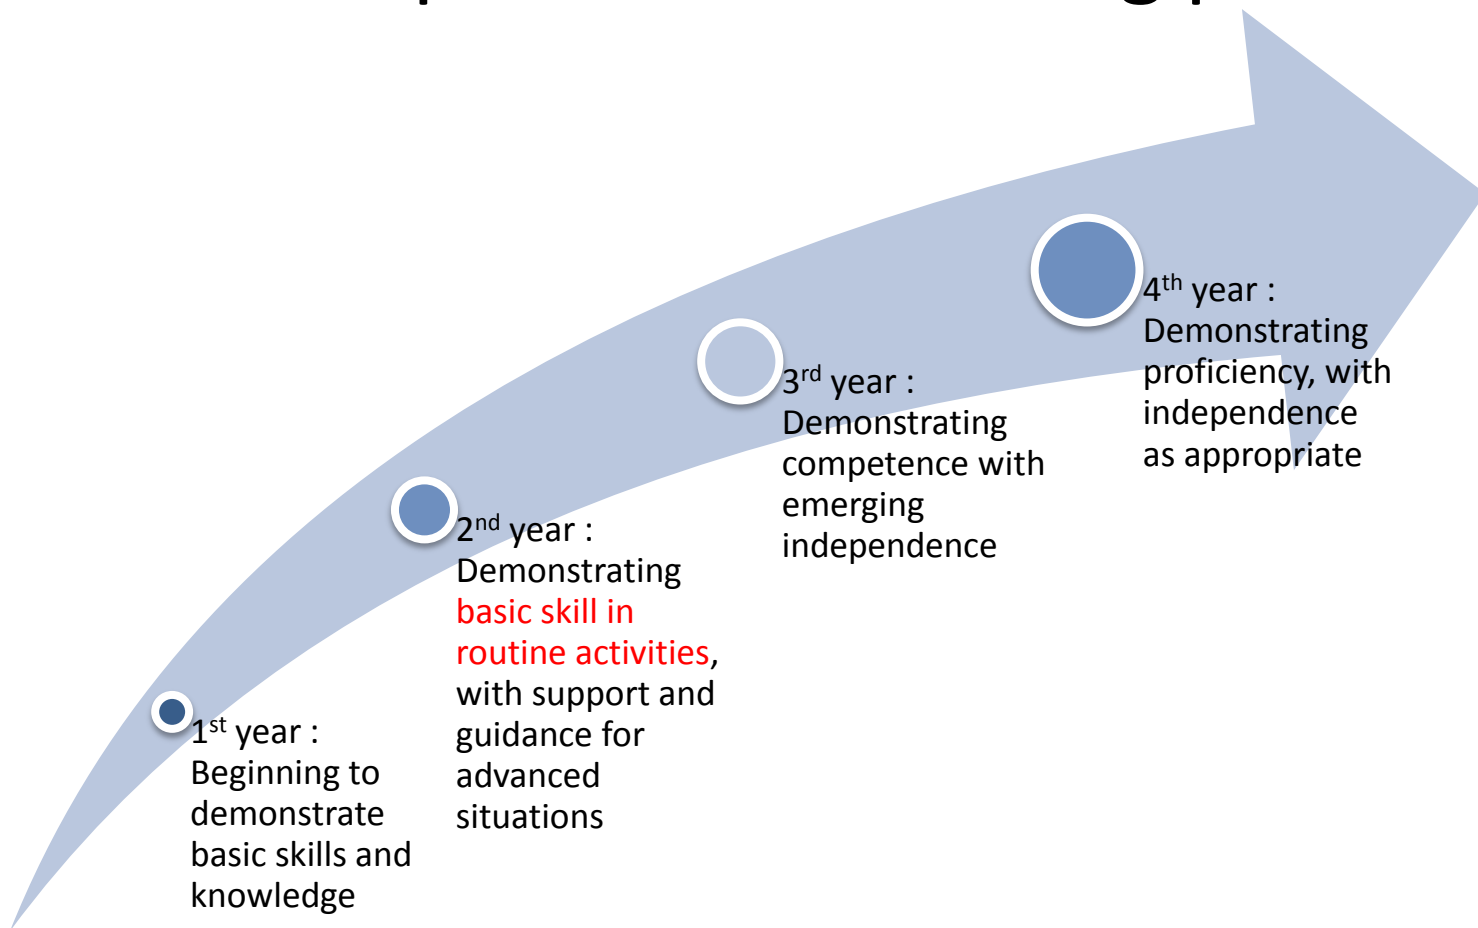 1st year :
Beginning to
demonstrate
basic skills and
knowledge
2nd year :
Demonstrating
basic skill in
routine activities,
with support and
guidance for
advanced
situations
3rd year :
Demonstrating
competence with
emerging
independence
4th year :
Demonstrating
proficiency, with
independence
as appropriate